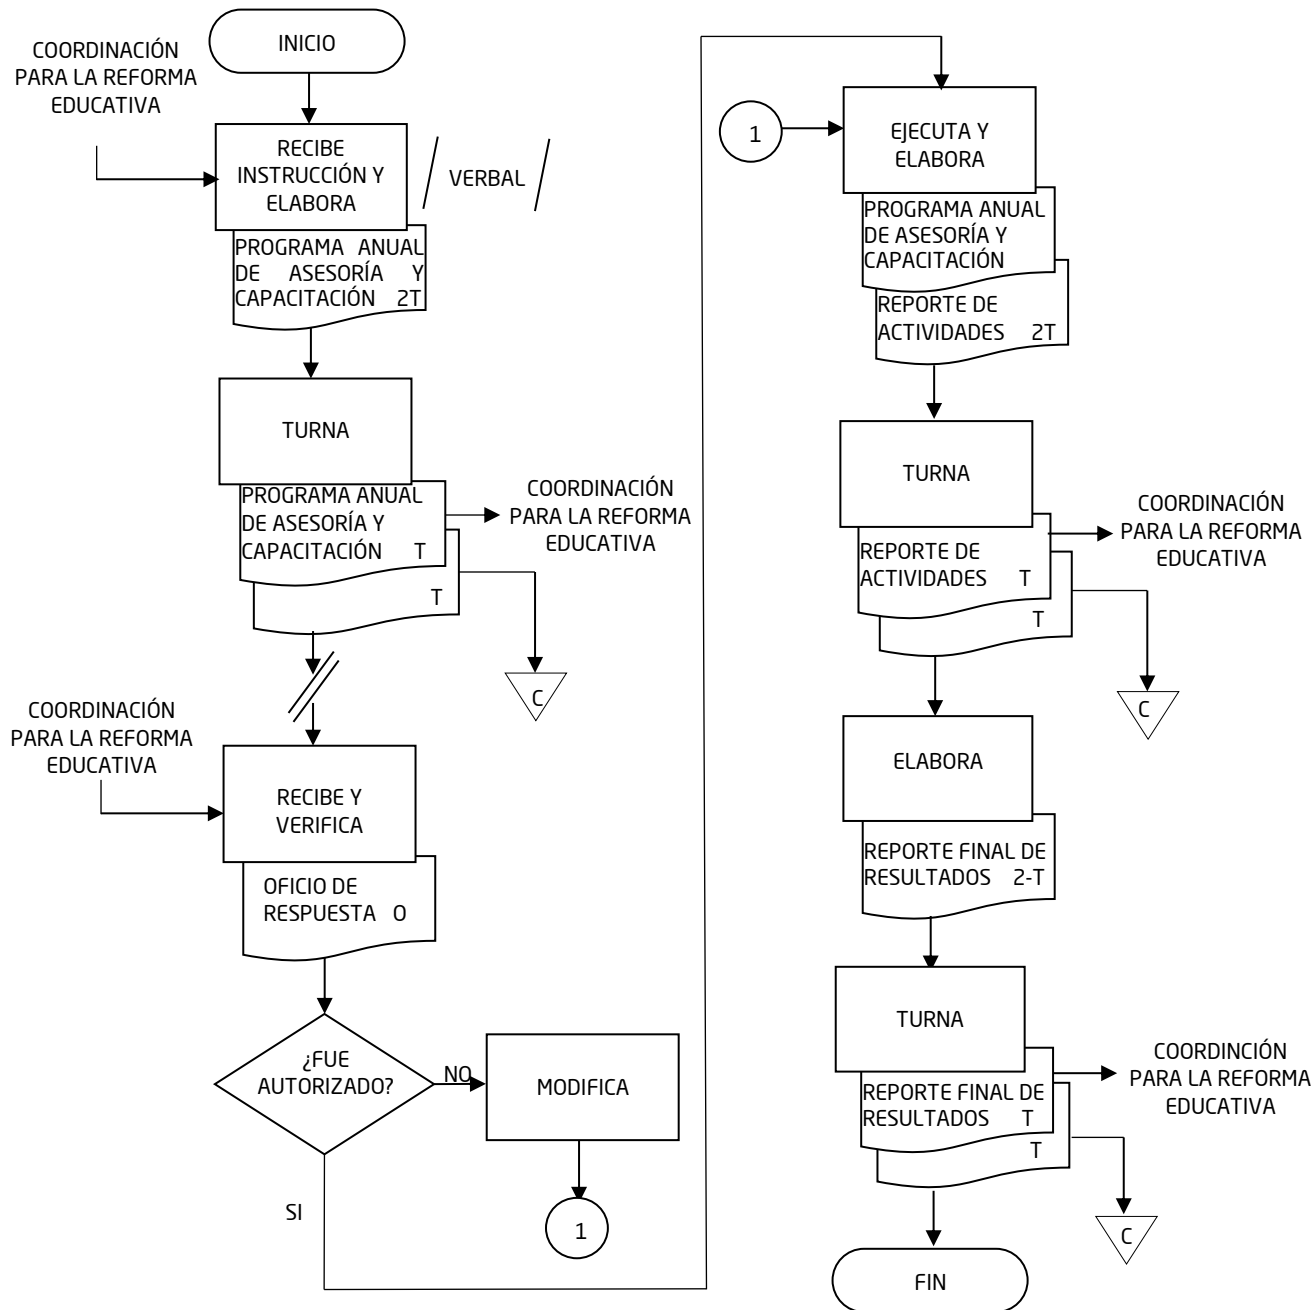 INICIO
COORDINACIÓN
PARA LA REFORMA
EDUCATIVA
RECIBE
INSTRUCCIÓN Y
ELABORA
VERBAL
PROGRAMA ANUAL
DE ASESORÍA Y
CAPACITACIÓN 2T
TURNA
PROGRAMA ANUAL
DE ASESORÍA Y
CAPACITACIÓN T
T
COORDINACIÓN
PARA LA REFORMA
EDUCATIVA
C
COORDINACIÓN
PARA LA REFORMA
EDUCATIVA
RECIBE Y
VERIFICA
OFICIO DE
RESPUESTA O
¿FUE
AUTORIZADO?
NO
MODIFICA
SI
1
1
EJECUTA Y
ELABORA
PROGRAMA ANUAL
DE ASESORÍA Y
CAPACITACIÓN
REPORTE DE
ACTIVIDADES 2T
TURNA
REPORTE DE
ACTIVIDADES T
T
COORDINACIÓN
PARA LA REFORMA
EDUCATIVA
C
ELABORA
REPORTE FINAL DE
RESULTADOS 2-T
TURNA
REPORTE FINAL DE
RESULTADOS T
T
COORDINCIÓN
PARA LA REFORMA
EDUCATIVA
C
FIN